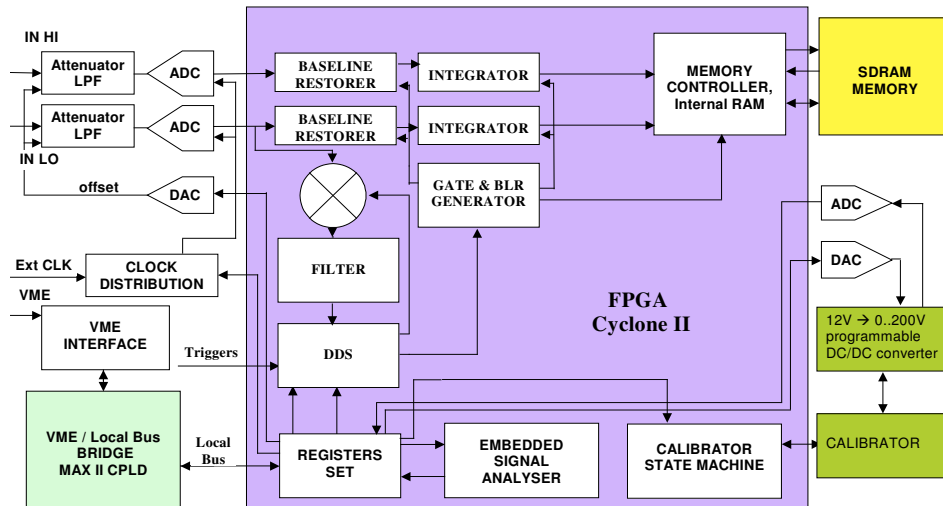 IN HI
Attenuator
LPF
ADC
BASELINE
RESTORER
INTEGRATOR
MEMORY
CONTROLLER,
Internal RAM
SDRAM
MEMORY
Attenuator
LPF
ADC
BASELINE
RESTORER
INTEGRATOR
IN LO
offset
DAC
GATE & BLR
GENERATOR
ADC
DAC
Ext CLK
CLOCK
DISTRIBUTION
FILTER
VME
VME
INTERFACE
FPGA
Cyclone II
12V → 0..200V
programmable
DC/DC converter
Triggers
DDS
VME / Local Bus
BRIDGE
MAX II CPLD
Local
Bus
REGISTERS
SET
EMBEDDED
SIGNAL
ANALYSER
CALIBRATOR
STATE MACHINE
CALIBRATOR